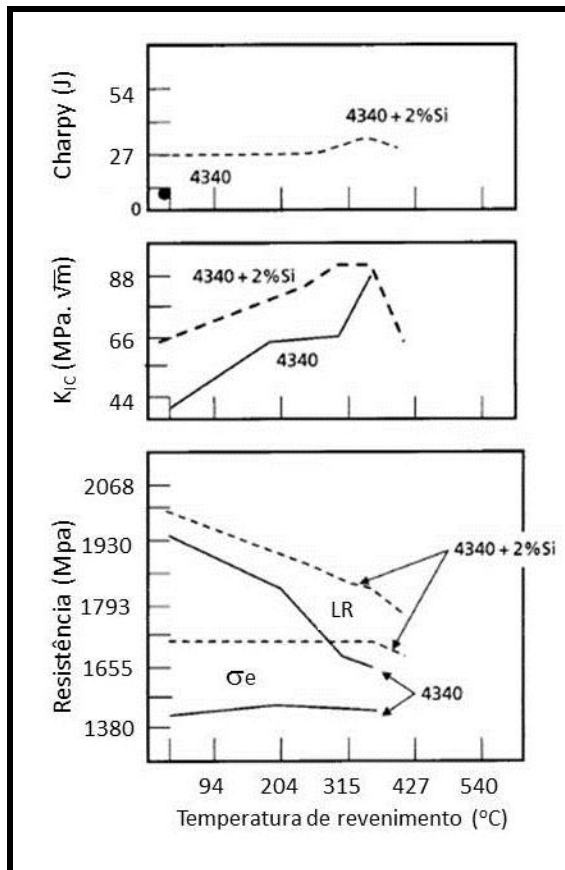 Charpy (J)
54
27
0
4340 + 2%Si
4340
K_IC (MPa. √m)
88
66
44
4340 + 2%Si
4340
Resistência (Mpa)
2068
1930
1793
1655
1380
4340 + 2%Si
LR
σe
4340
94 204 315 427 540
Temperatura de revenimento (ºC)